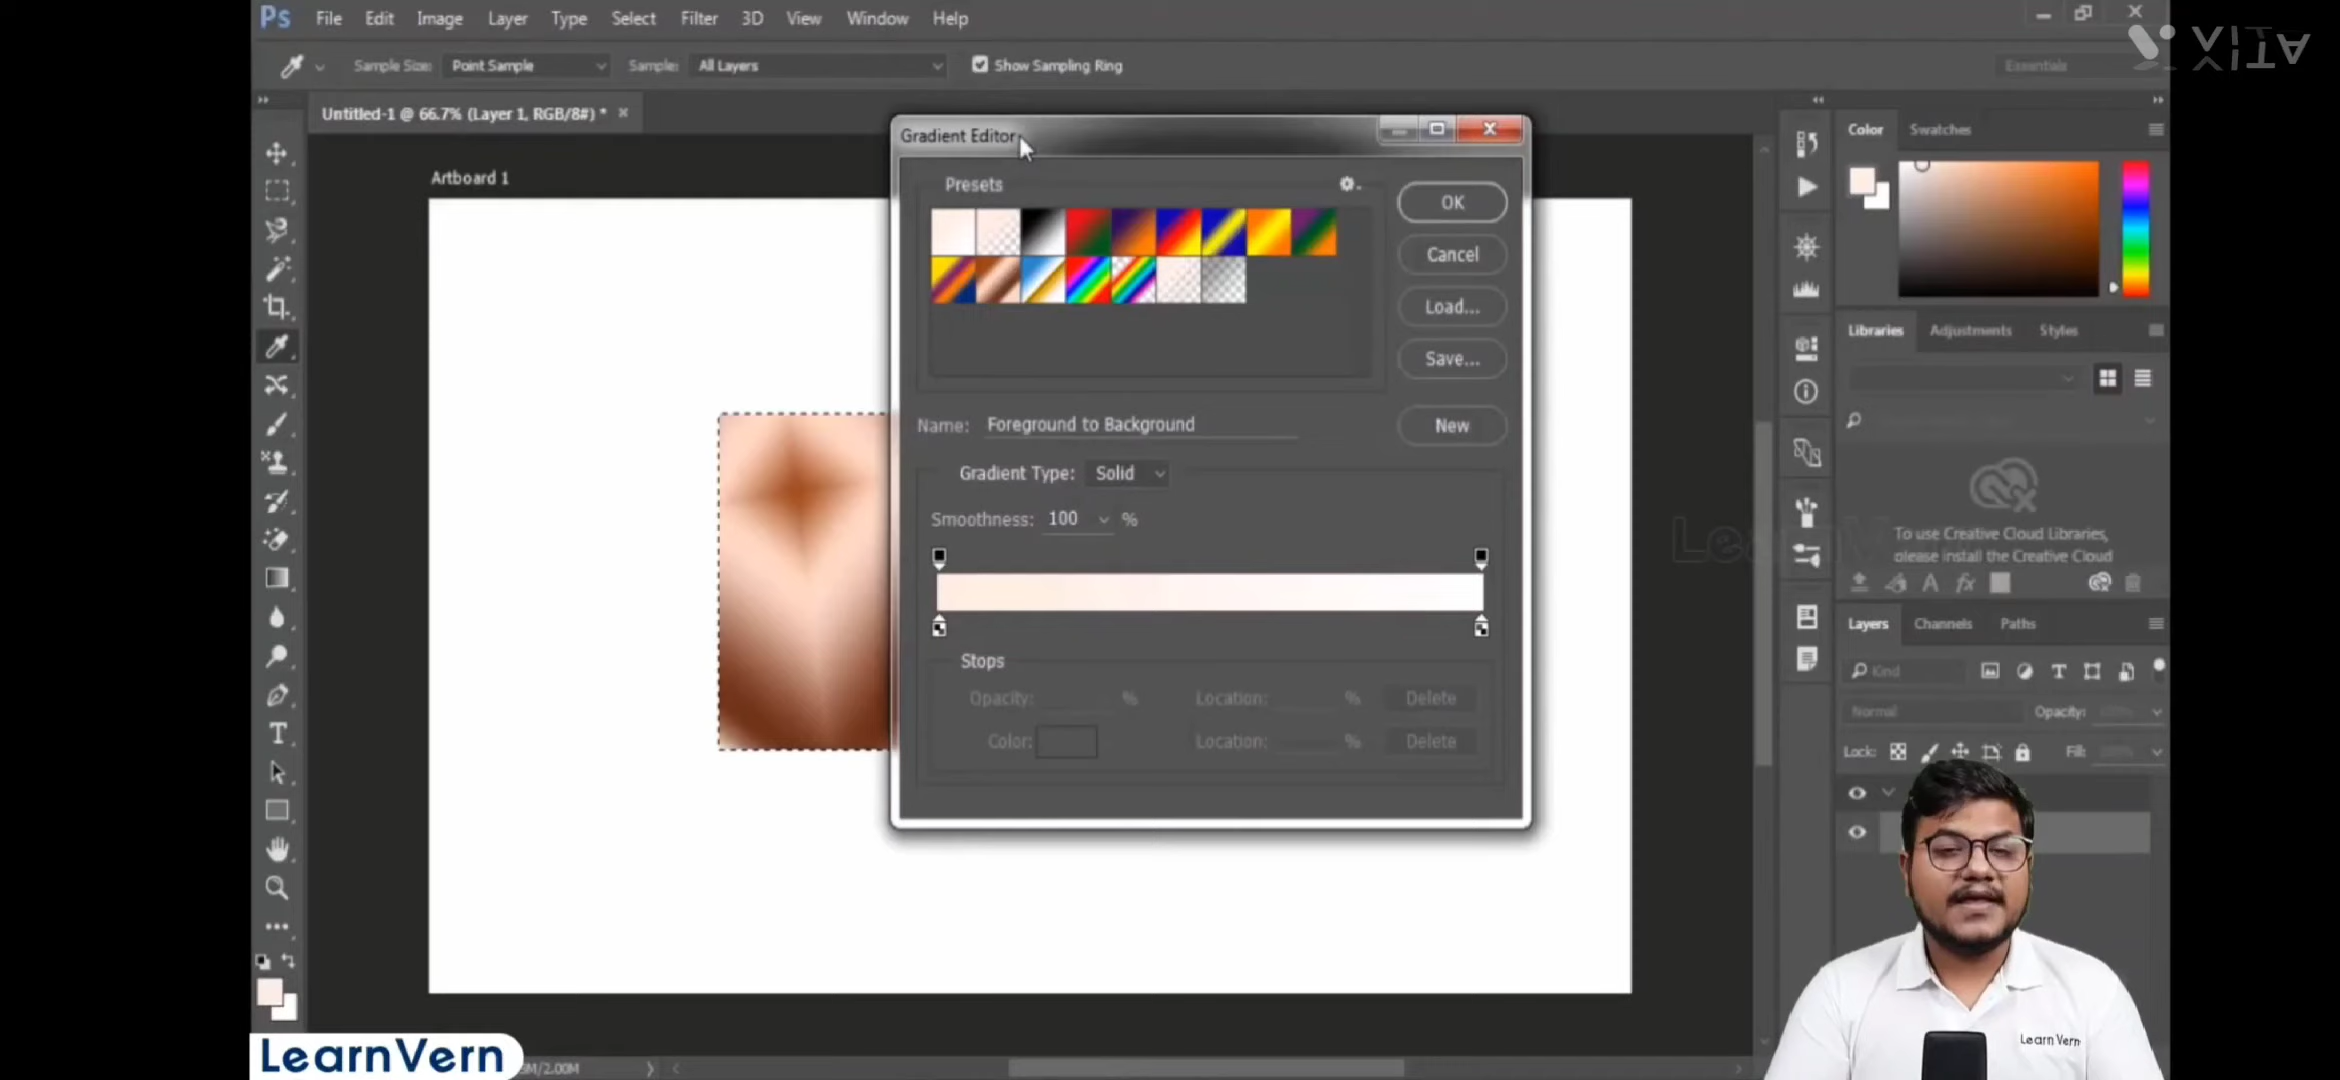 Ps File Edit Image Layer Type Select Filter 3D View Window Help
VITA
Sample Size: Point Sample Sample: All Layers Show Sampling Ring Essentials
Untitled-1 @ 66.7% (Layer 1, RGB/8#) * ×
Artboard 1
Gradient Editor
Presets
OK
Cancel
Load...
Save...
Name: Foreground to Background
New
Gradient Type: Solid
Smoothness: 100 %
Stops
Opacity: % Location: % Delete
Color: Location: % Delete
Color Swatches
Libraries Adjustments Styles
To use Creative Cloud Libraries,
please install the Creative Cloud
Layers Channels Paths
Kind
Normal Opacity:
Lock: Fill:
Learn Vern
LearnVern
M/2.00M